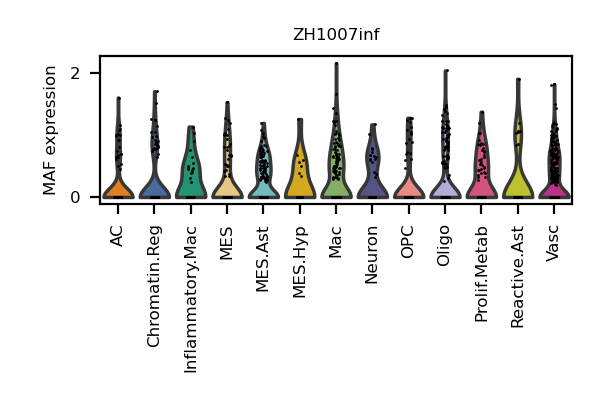 ZH1007inf
MAF expression
2
0
AC
Chromatin.Reg
Inflammatory.Mac
MES
MES.Ast
MES.Hyp
Mac
Neuron
OPC
Oligo
Prolif.Metab
Reactive.Ast
Vasc